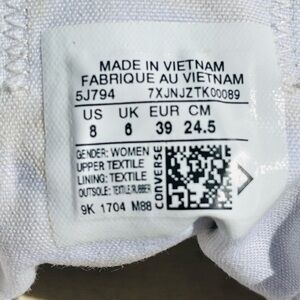 MADE IN VIETNAM
FABRIQUE AU VIETNAM
5J794 7XJNJZTK00089
US UK EUR CM
8 6 39 24.5
GENDER: WOMEN
UPPER TEXTILE
LINING: TEXTILE
OUTSOLE: TEXTILE/RUBBER
CONVERSE
9K 1704 M88